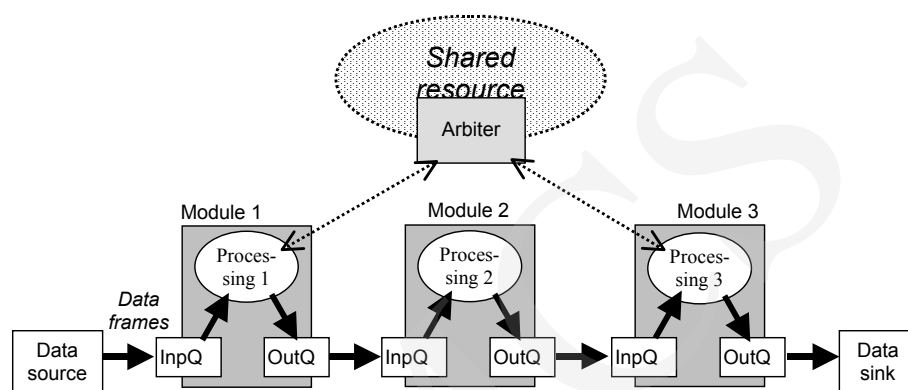 Shared
resource
Arbiter
Module 1
Module 2
Module 3
Proces-
sing 1
Proces-
sing 2
Proces-
sing 3
Data
frames
Data
source
InpQ
OutQ
InpQ
OutQ
InpQ
OutQ
Data
sink